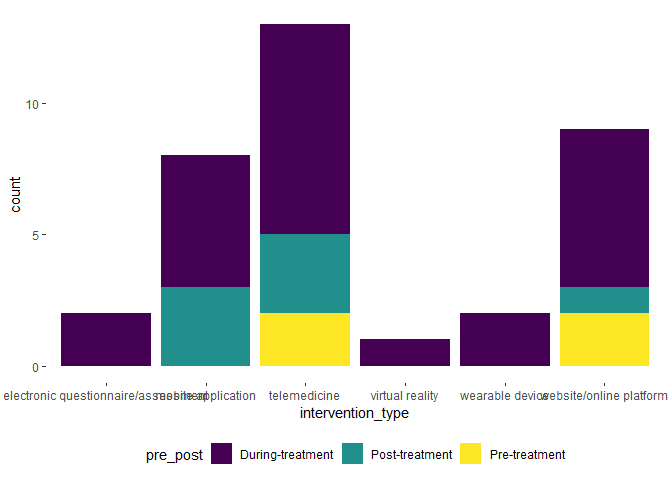 10
count
5
0
electronic questionnaire/assessment mobile application telemedicine virtual reality wearable device website/online platform
intervention_type
pre_post During-treatment Post-treatment Pre-treatment